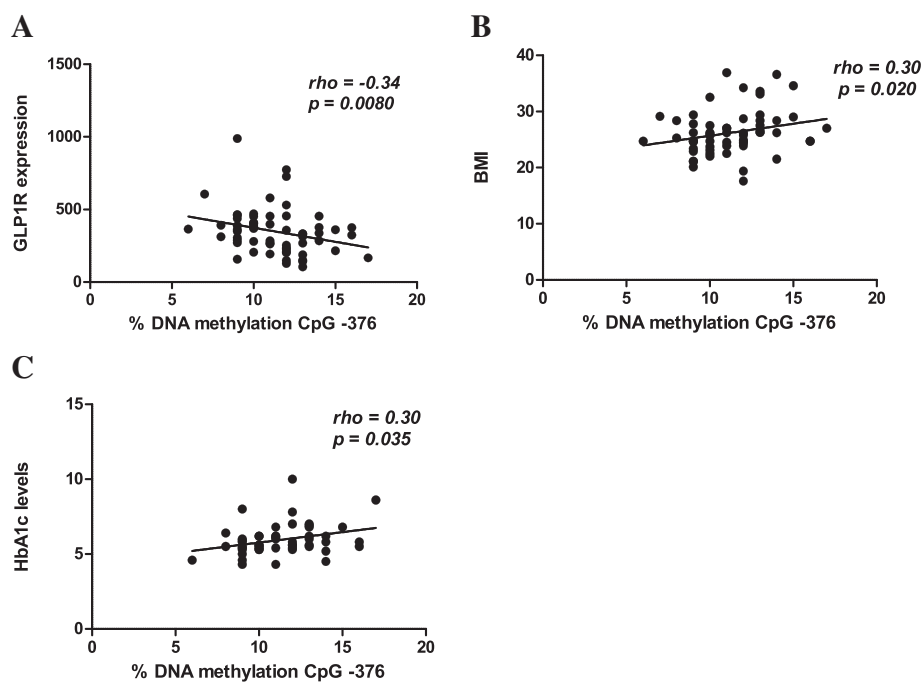 A
1500
1000
500
0
0
5
10
15
20
GLP1R expression
% DNA methylation CpG -376
rho = -0.34
p = 0.0080
B
40
30
20
10
0
0
5
10
15
20
BMI
% DNA methylation CpG -376
rho = 0.30
p = 0.020
C
15
10
5
0
0
5
10
15
20
HbA1c levels
% DNA methylation CpG -376
rho = 0.30
p = 0.035